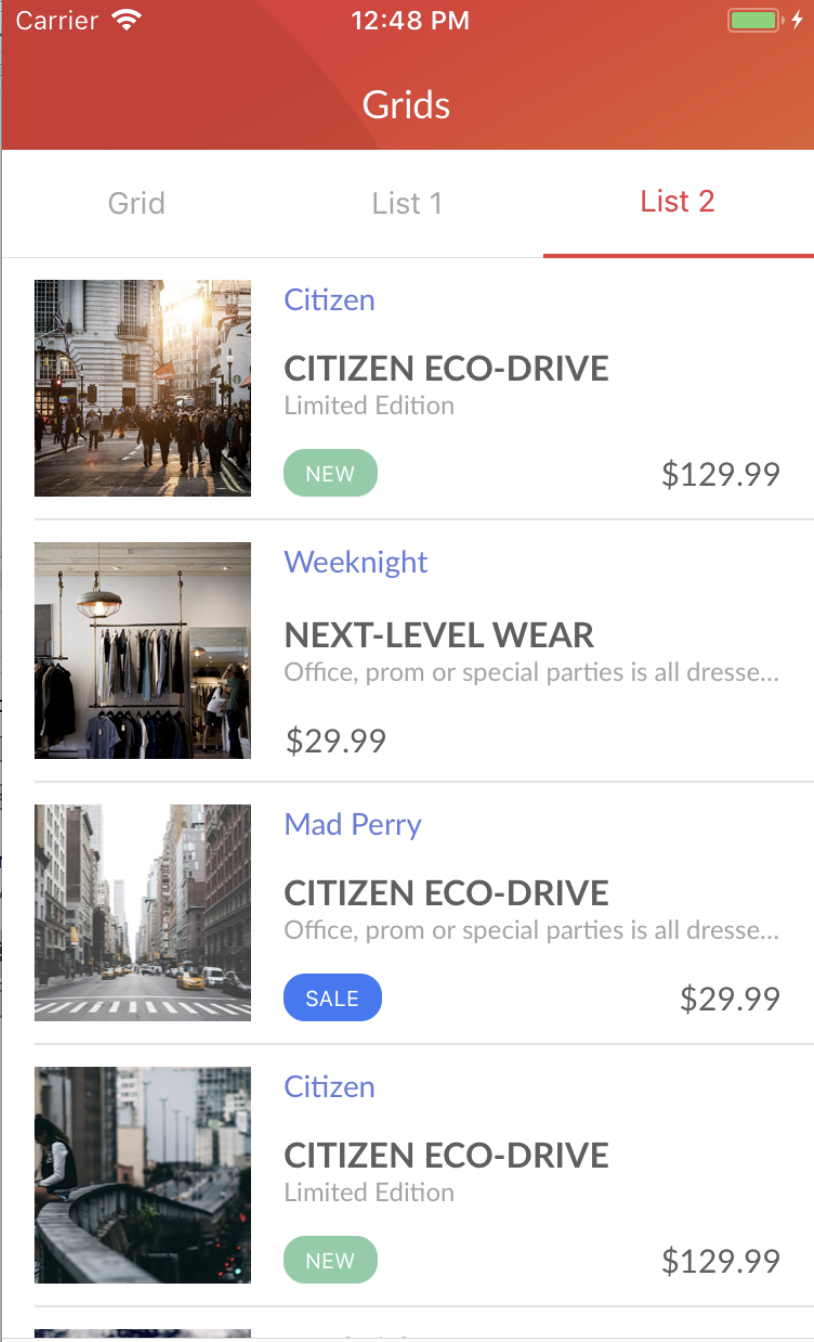 Carrier 12:48 PM
Grids
Grid List 1 List 2
Citizen
CITIZEN ECO-DRIVE
Limited Edition
NEW $129.99
Weeknight
NEXT-LEVEL WEAR
Office, prom or special parties is all dresse...
$29.99
Mad Perry
CITIZEN ECO-DRIVE
Office, prom or special parties is all dresse...
SALE $29.99
Citizen
CITIZEN ECO-DRIVE
Limited Edition
NEW $129.99